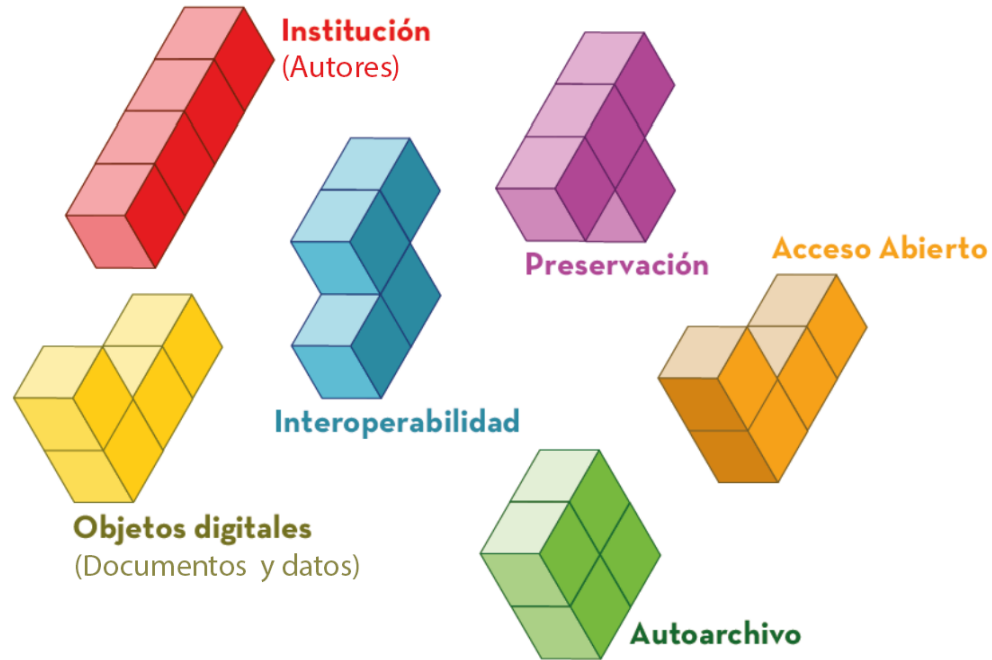 Institución
(Autores)
Preservación
Acceso Abierto
Interoperabilidad
Objetos digitales
(Documentos y datos)
Autoarchivo